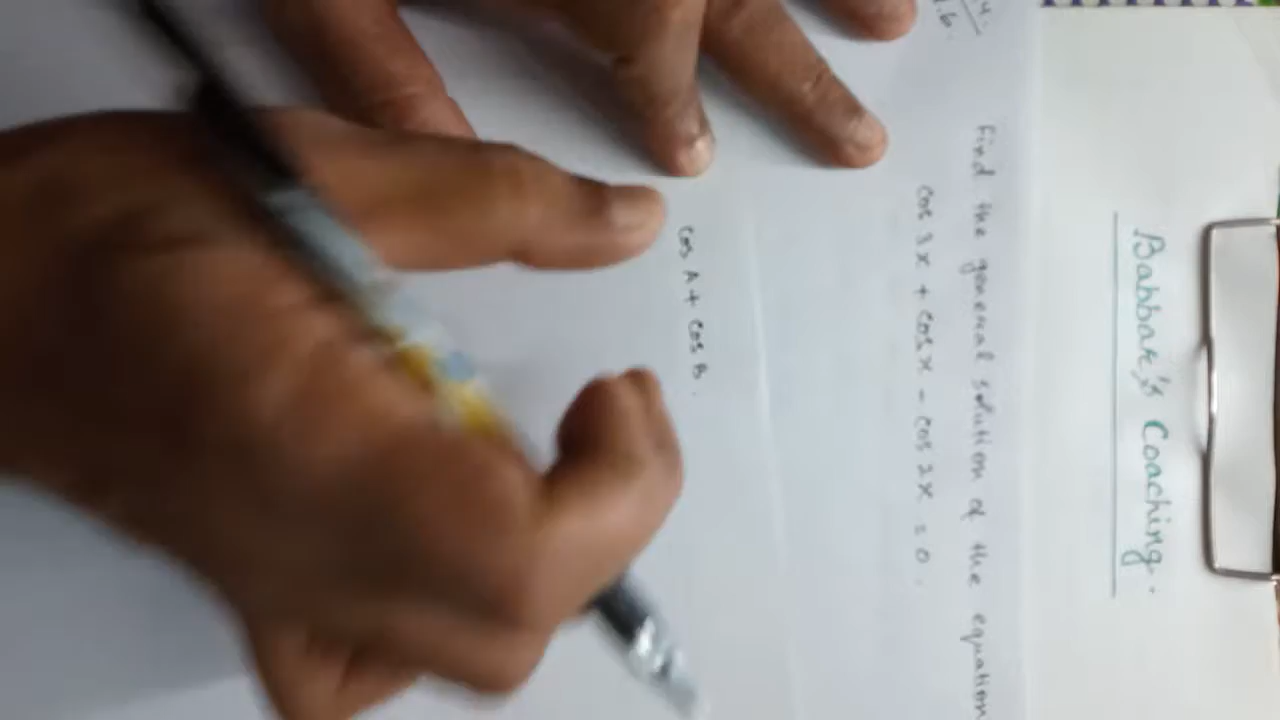 Babbar's Coaching.
Find the general solution of the equation
cos 3x + cos x - cos 2x = 0.
cos A + cos B.